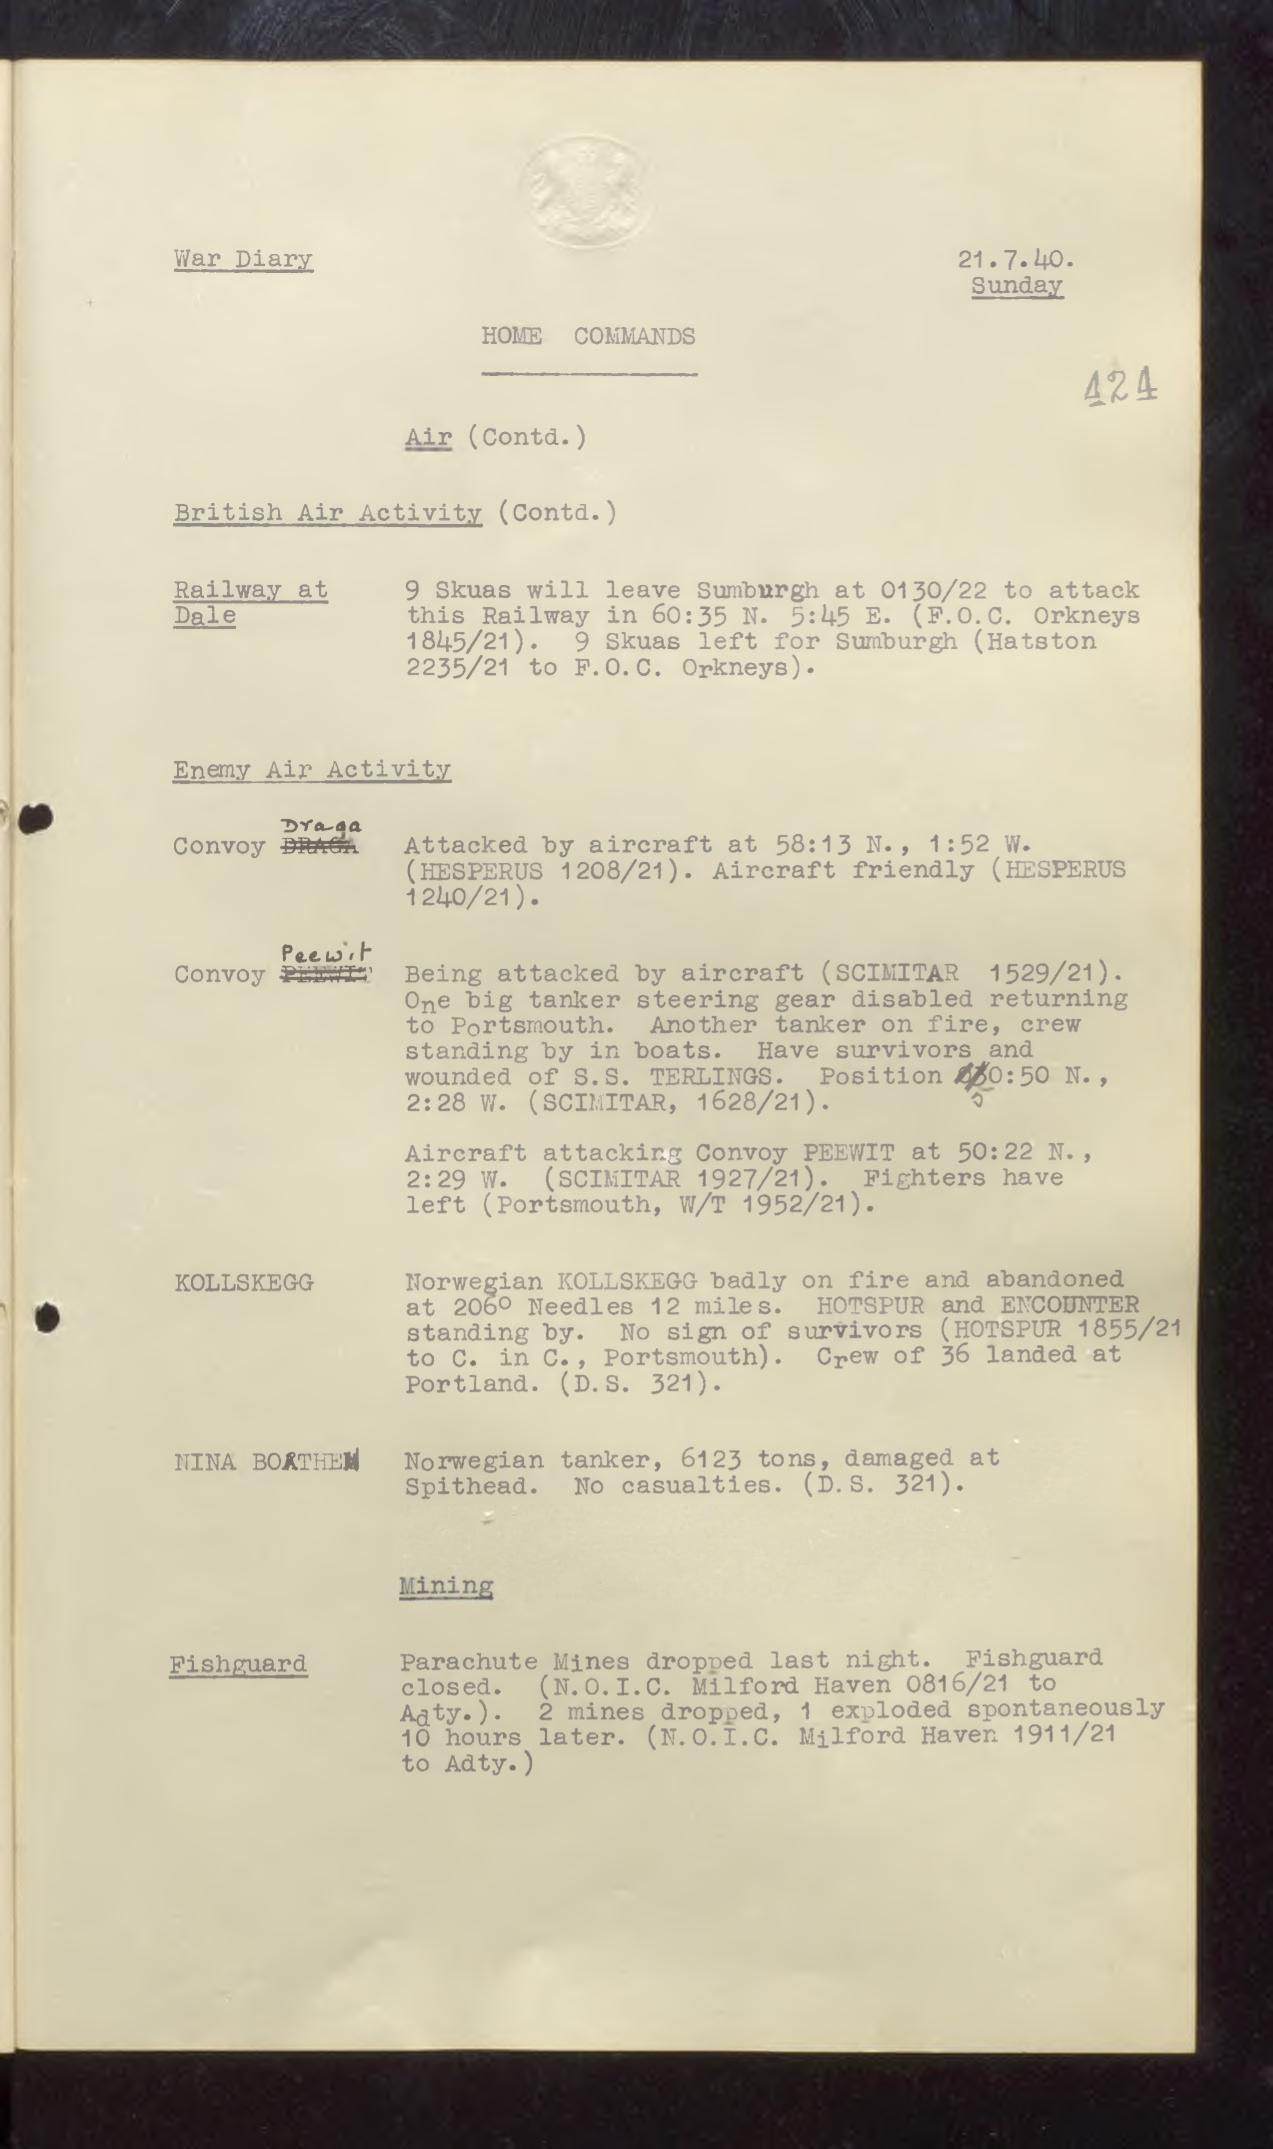 War Diary
21.7.40.
Sunday
HOME COMMANDS
424
Air (Contd.)
British Air Activity (Contd.)
Railway at Dale
9 Skuas will leave Sumburgh at 0130/22 to attack
this Railway in 60:35 N. 5:45 E. (F.O.C. Orkneys
1845/21). 9 Skuas left for Sumburgh (Hatston
2235/21 to F.O.C. Orkneys).
Enemy Air Activity
Draga
Convoy DRAGA
Attacked by aircraft at 58:13 N., 1:52 W.
(HESPERUS 1208/21). Aircraft friendly (HESPERUS
1240/21).
Peewit
Convoy PEEWIT
Being attacked by aircraft (SCIMITAR 1529/21).
One big tanker steering gear disabled returning
to Portsmouth. Another tanker on fire, crew
standing by in boats. Have survivors and
wounded of S.S. TERLINGS. Position 50:50 N.,
2:28 W. (SCIMITAR, 1628/21).
Aircraft attacking Convoy PEEWIT at 50:22 N.,
2:29 W. (SCIMITAR 1927/21). Fighters have
left (Portsmouth, W/T 1952/21).
KOLLSKEGG
Norwegian KOLLSKEGG badly on fire and abandoned
at 206° Needles 12 miles. HOTSPUR and ENCOUNTER
standing by. No sign of survivors (HOTSPUR 1855/21
to C. in C., Portsmouth). Crew of 36 landed at
Portland. (D.S. 321).
NINA
Norwegian tanker, 6123 tons, damaged at
Spithead. No casualties. (D.S. 321).
Mining
Fishguard
Parachute Mines dropped last night. Fishguard
closed. (N.O.I.C. Milford Haven 0816/21 to
Adty.). 2 mines dropped, 1 exploded spontaneously
10 hours later. (N.O.I.C. Milford Haven 1911/21
to Adty.)